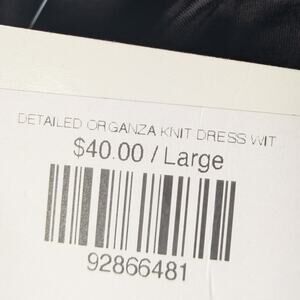 DETAILED ORGANZA KNIT DRESS WIT
$40.00 / Large
92866481